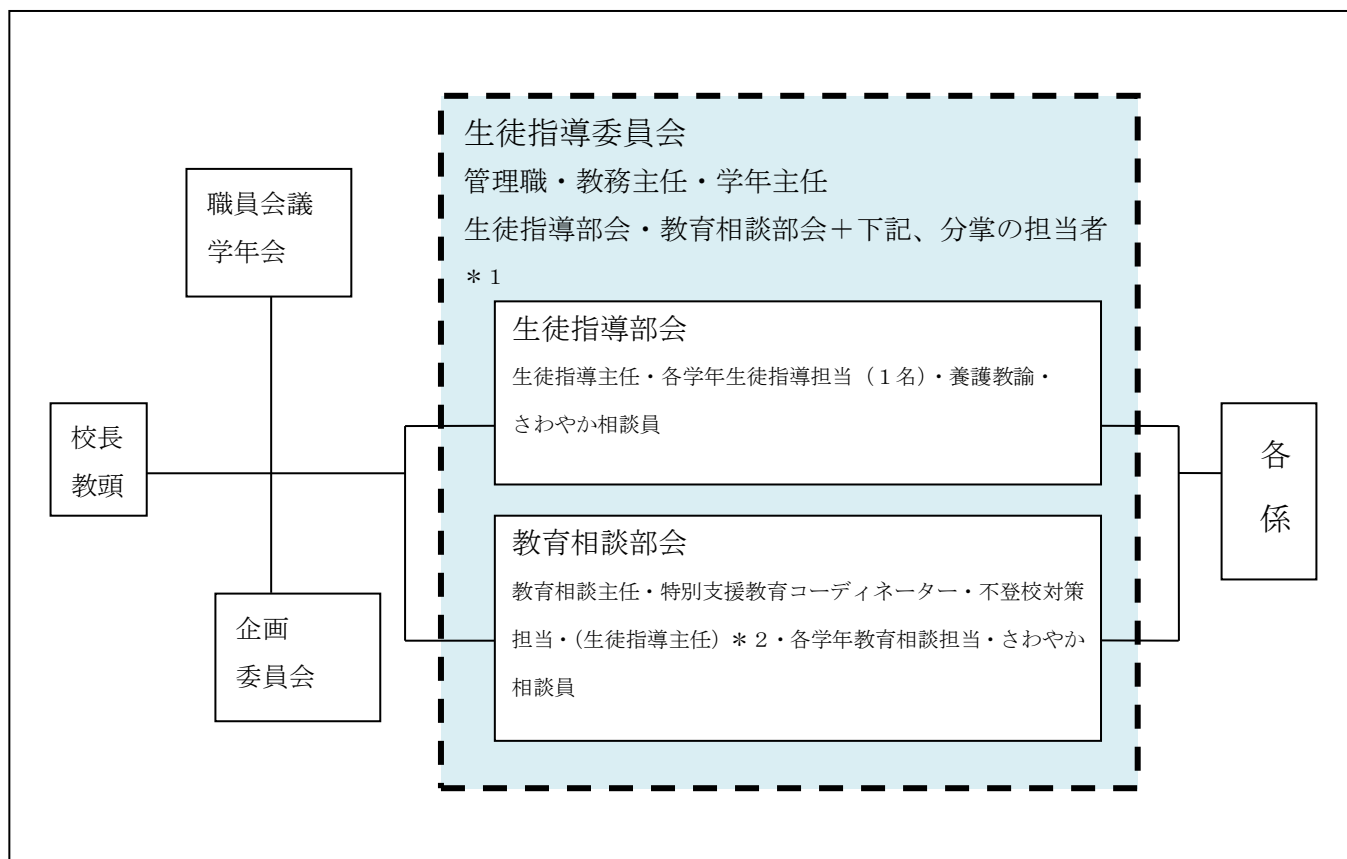 生徒指導委員会
管理職・教務主任・学年主任
生徒指導部会・教育相談部会＋下記、分掌の担当者
＊１
職員会議
学年会
生徒指導部会
生徒指導主任・各学年生徒指導担当（１名）・養護教諭・
さわやか相談員
校長
教頭
各
係
教育相談部会
教育相談主任・特別支援教育コーディネーター・不登校対策
担当・（生徒指導主任）＊２・各学年教育相談担当・さわやか
相談員
企画
委員会